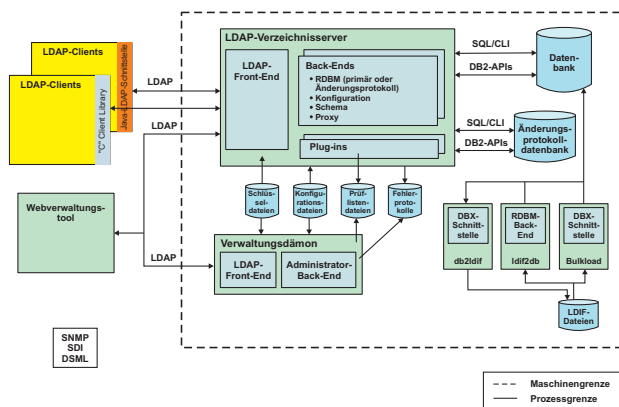 LDAP-Clients
LDAP-Clients
"C" Client Library
Java-LDAP-Schnittstelle
LDAP
LDAP
LDAP
LDAP-Verzeichnisserver
LDAP-
Front-End
Back-Ends
• RDBM (primär oder
Änderungsprotokoll)
• Konfiguration
• Schema
• Proxy
Plug-ins
SQL/CLI
DB2-APIs
Daten-
bank
SQL/CLI
DB2-APIs
Änderungs-
protokoll-
datenbank
Schlüs-
sel-
dateien
Konfigu-
rations-
dateien
Prüf-
listen-
dateien
Fehler-
proto-
kolle
Webverwaltungs-
tool
Verwaltungsdämon
LDAP-
Front-End
Administrator-
Back-End
DBX-
Schnitt-
stelle
db2ldif
RDBM-
Back-
End
ldif2db
DBX-
Schnitt-
stelle
Bulkload
LDIF-
Dateien
SNMP
SDI
DSML
Maschinengrenze
Prozessgrenze